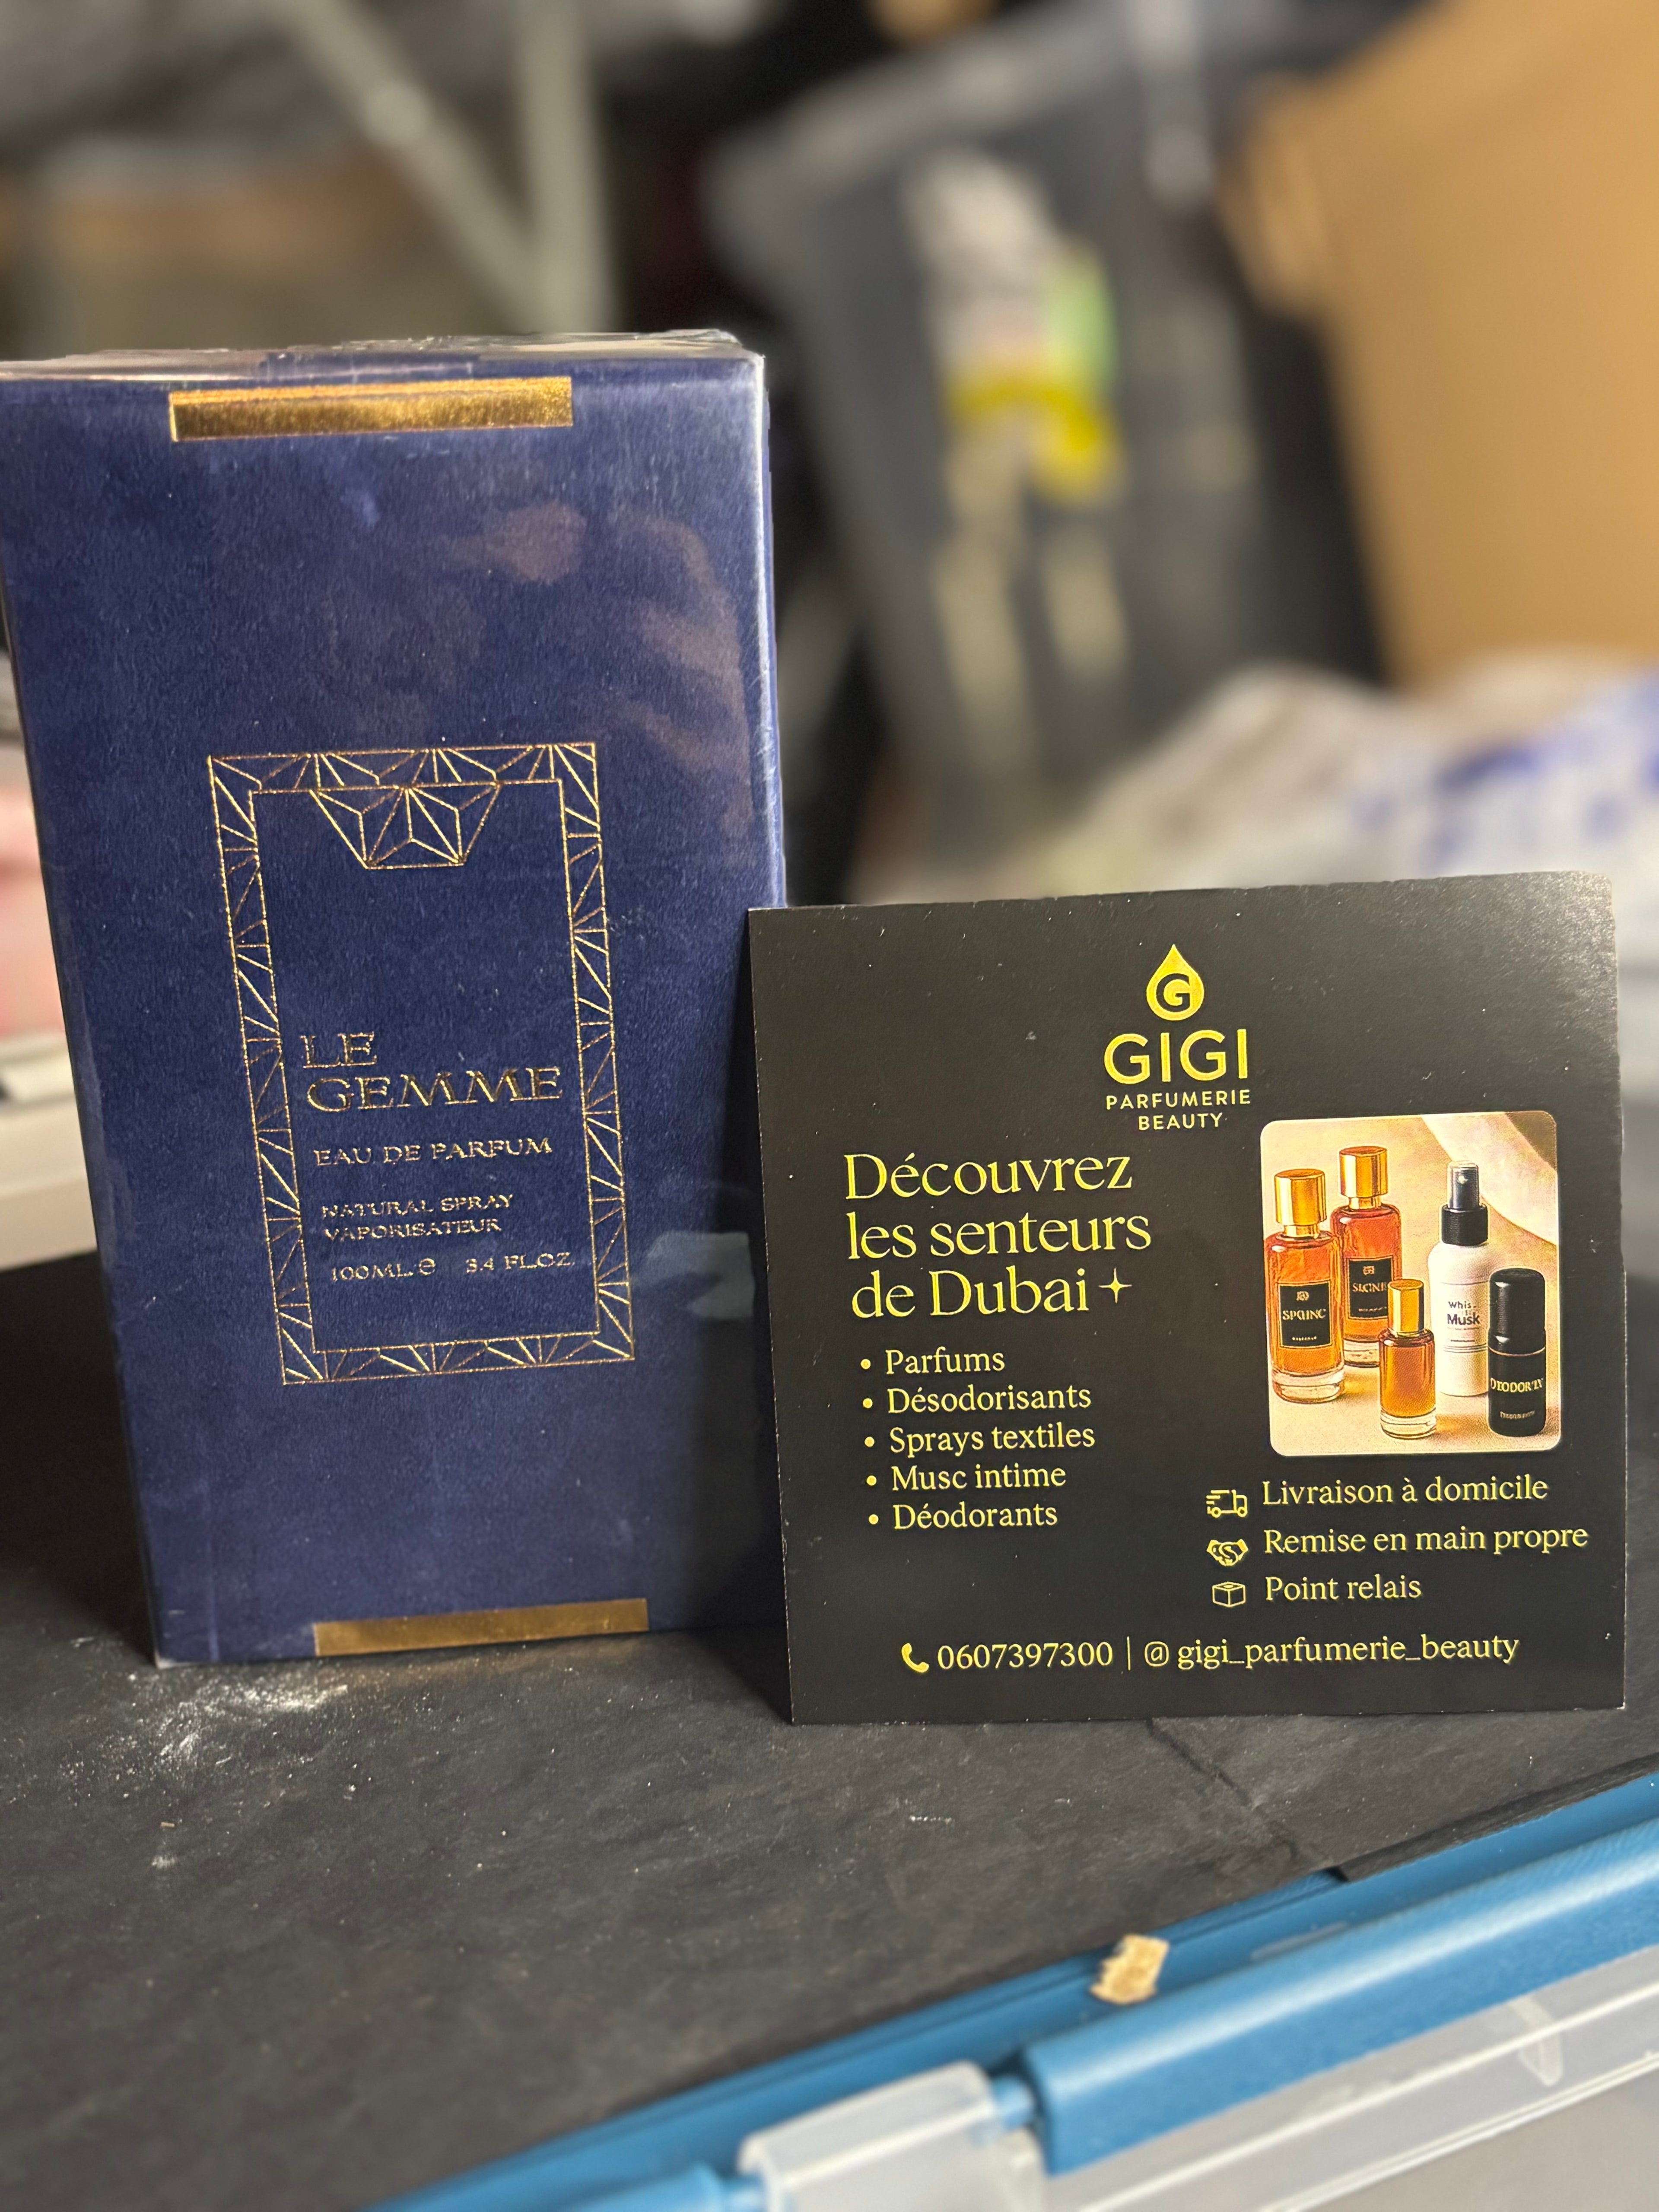 LE
GEMME
EAU DE PARFUM
NATURAL SPRAY
VAPORISATEUR
100ML. ℮ 3.4 FL.OZ.
G
GIGI
PARFUMERIE
BEAUTY
Découvrez
les senteurs
de Dubai
• Parfums
• Désodorisants
• Sprays textiles
• Musc intime
• Déodorants
Musk
Livraison à domicile
Remise en main propre
Point relais
0607397300 | @ gigi_parfumerie_beauty